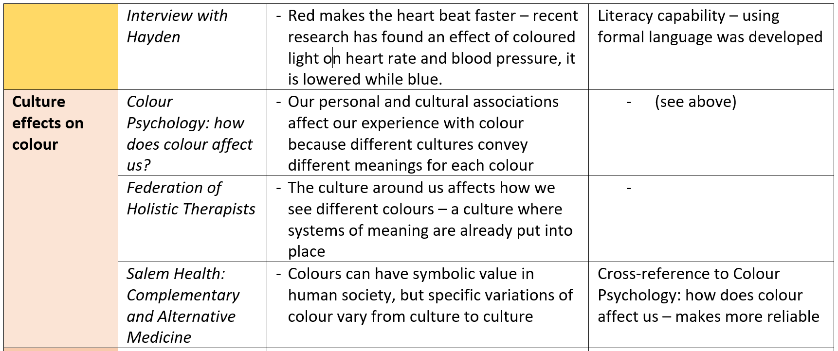 Interview with
Hayden
- Red makes the heart beat faster – recent
research has found an effect of coloured
light on heart rate and blood pressure, it
is lowered while blue.
Literacy capability – using
formal language was developed
Culture
effects on
colour
Colour
Psychology: how
does colour affect
us?
- Our personal and cultural associations
affect our experience with colour
because different cultures convey
different meanings for each colour
- (see above)
Federation of
Holistic Therapists
- The culture around us affects how we
see different colours – a culture where
systems of meaning are already put into
place
-
Salem Health:
Complementary
and Alternative
Medicine
- Colours can have symbolic value in
human society, but specific variations of
colour vary from culture to culture
Cross-reference to Colour
Psychology: how does colour
affect us – makes more reliable